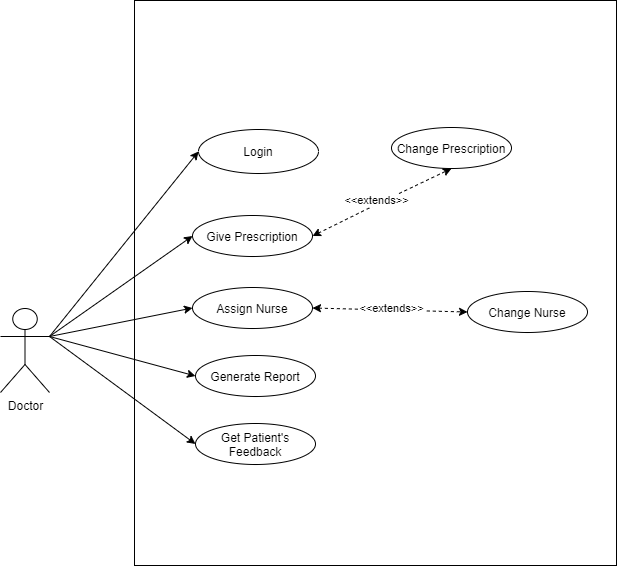 Login
Change Prescription
<<extends>>
Give Prescription
Assign Nurse
<<extends>>
Change Nurse
Generate Report
Doctor
Get Patient's
Feedback